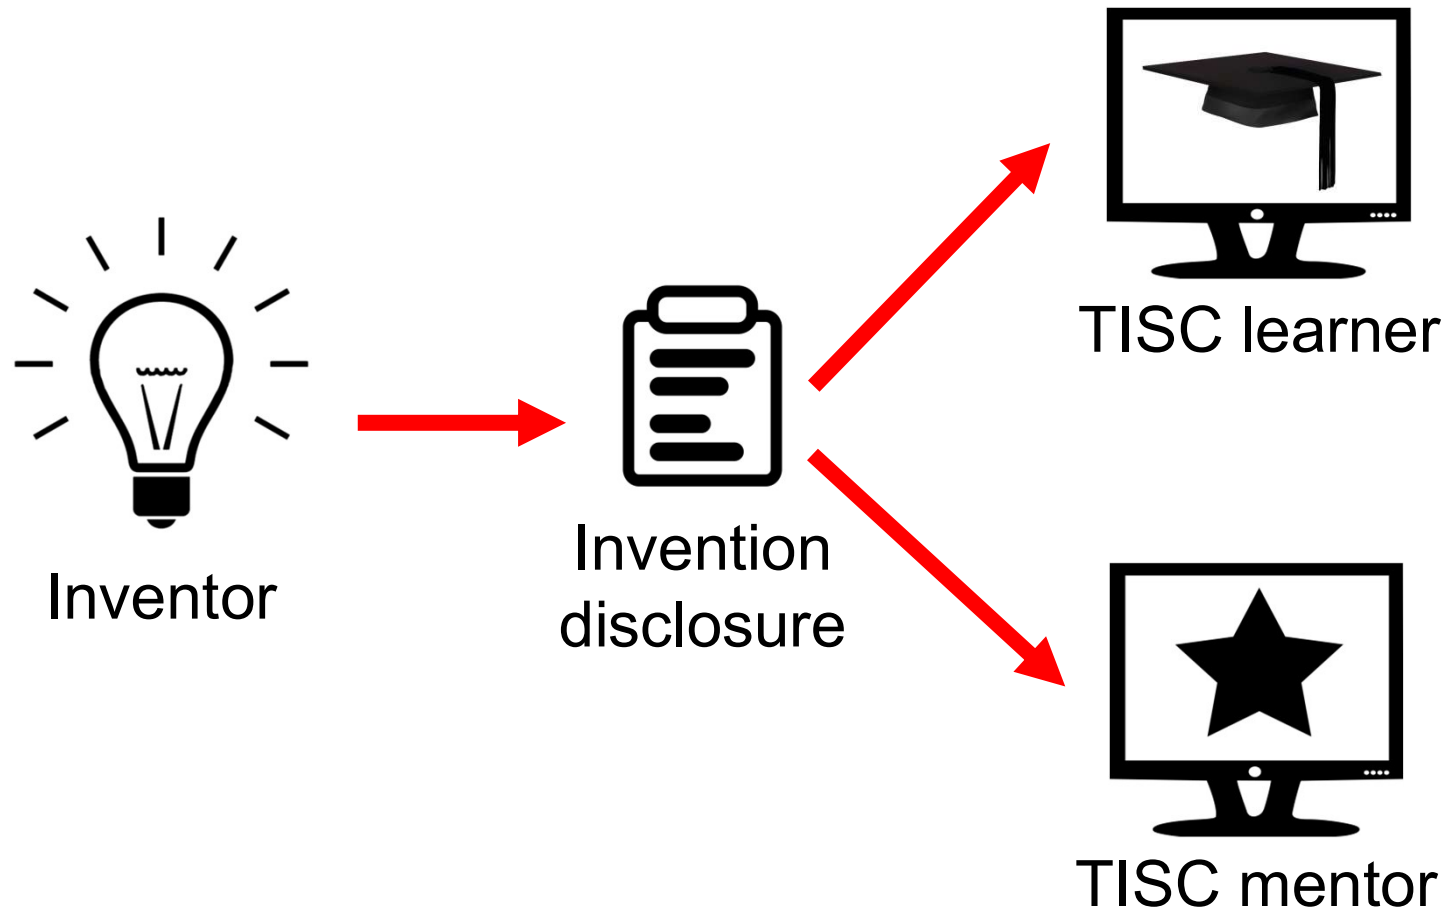 Inventor
Invention
disclosure
TISC learner
TISC mentor